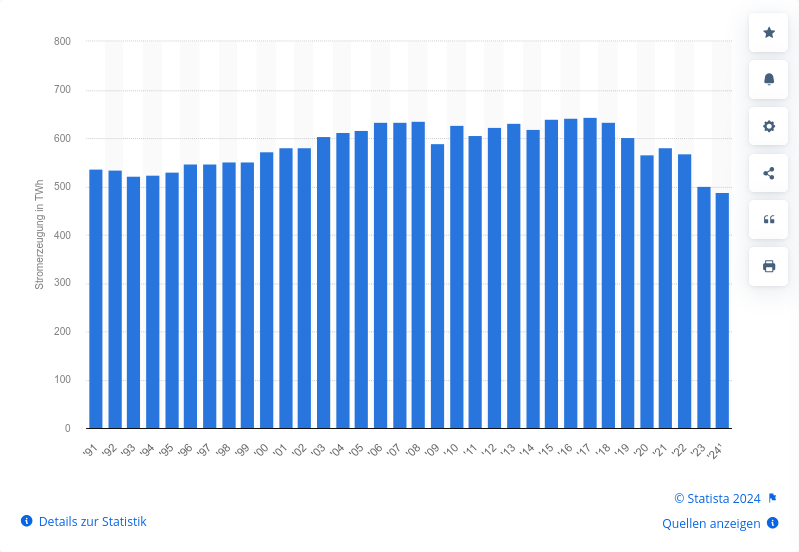 800
700
600
500
400
300
200
100
0
Stromerzeugung in TWh
'91 '92 '93 '94 '95 '96 '97 '98 '99 '00 '01 '02 '03 '04 '05 '06 '07 '08 '09 '10 '11 '12 '13 '14 '15 '16 '17 '18 '19 '20 '21 '22 '23 '24¹
© Statista 2024
Details zur Statistik
Quellen anzeigen